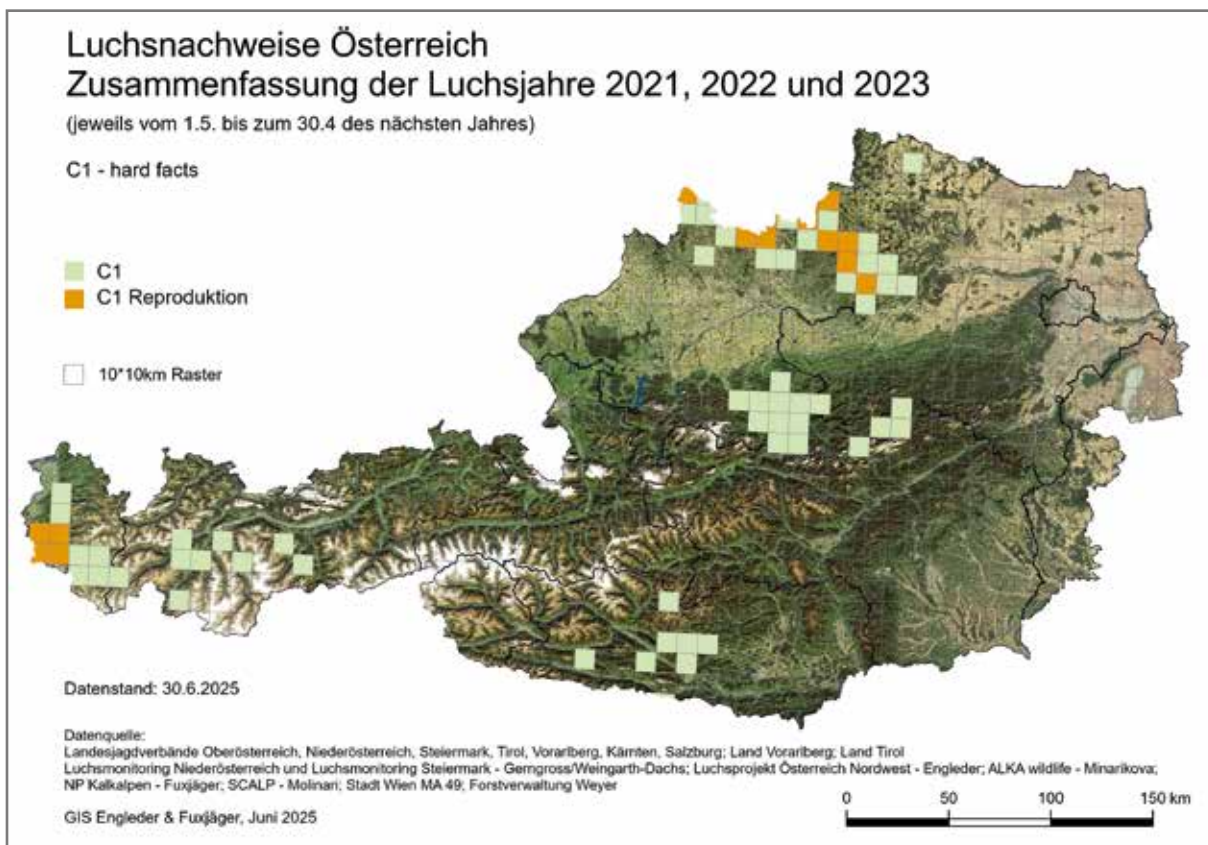 Luchsnachweise Österreich
Zusammenfassung der Luchsjahre 2021, 2022 und 2023
(jeweils vom 1.5. bis zum 30.4 des nächsten Jahres)
C1 - hard facts
C1
C1 Reproduktion
10*10km Raster
Datenstand: 30.6.2025
Datenquelle:
Landesjagdverbände Oberösterreich, Niederösterreich, Steiermark, Tirol, Vorarlberg, Kärnten, Salzburg; Land Vorarlberg; Land Tirol
Luchsmonitoring Niederösterreich und Luchsmonitoring Steiermark - Gerngross/Weingarth-Dachs; Luchsprojekt Österreich Nordwest - Engleder; ALKA wildlife - Minarikova;
NP Kalkalpen - Fuxjäger; SCALP - Molinari; Stadt Wien MA 49; Forstverwaltung Weyer
GIS Engleder & Fuxjäger, Juni 2025
0 50 100 150 km